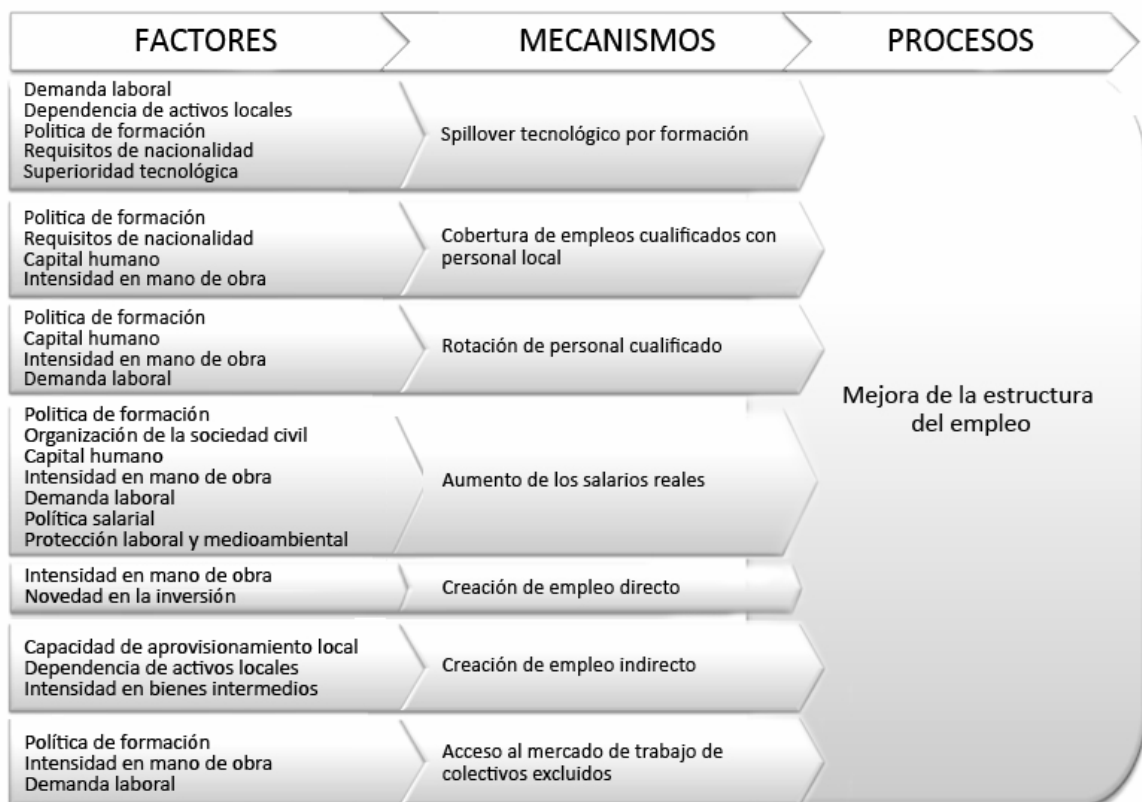 FACTORES
MECANISMOS
PROCESOS
Demanda laboral
Dependencia de activos locales
Politica de formación
Requisitos de nacionalidad
Superioridad tecnológica
Spillover tecnológico por formación
Politica de formación
Requisitos de nacionalidad
Capital humano
Intensidad en mano de obra
Cobertura de empleos cualificados con
personal local
Politica de formación
Capital humano
Intensidad en mano de obra
Demanda laboral
Rotación de personal cualificado
Politica de formación
Organización de la sociedad civil
Capital humano
Intensidad en mano de obra
Demanda laboral
Política salarial
Protección laboral y medioambiental
Aumento de los salarios reales
Intensidad en mano de obra
Novedad en la inversión
Creación de empleo directo
Capacidad de aprovisionamiento local
Dependencia de activos locales
Intensidad en bienes intermedios
Creación de empleo indirecto
Política de formación
Intensidad en mano de obra
Demanda laboral
Acceso al mercado de trabajo de
colectivos excluidos
Mejora de la estructura
del empleo